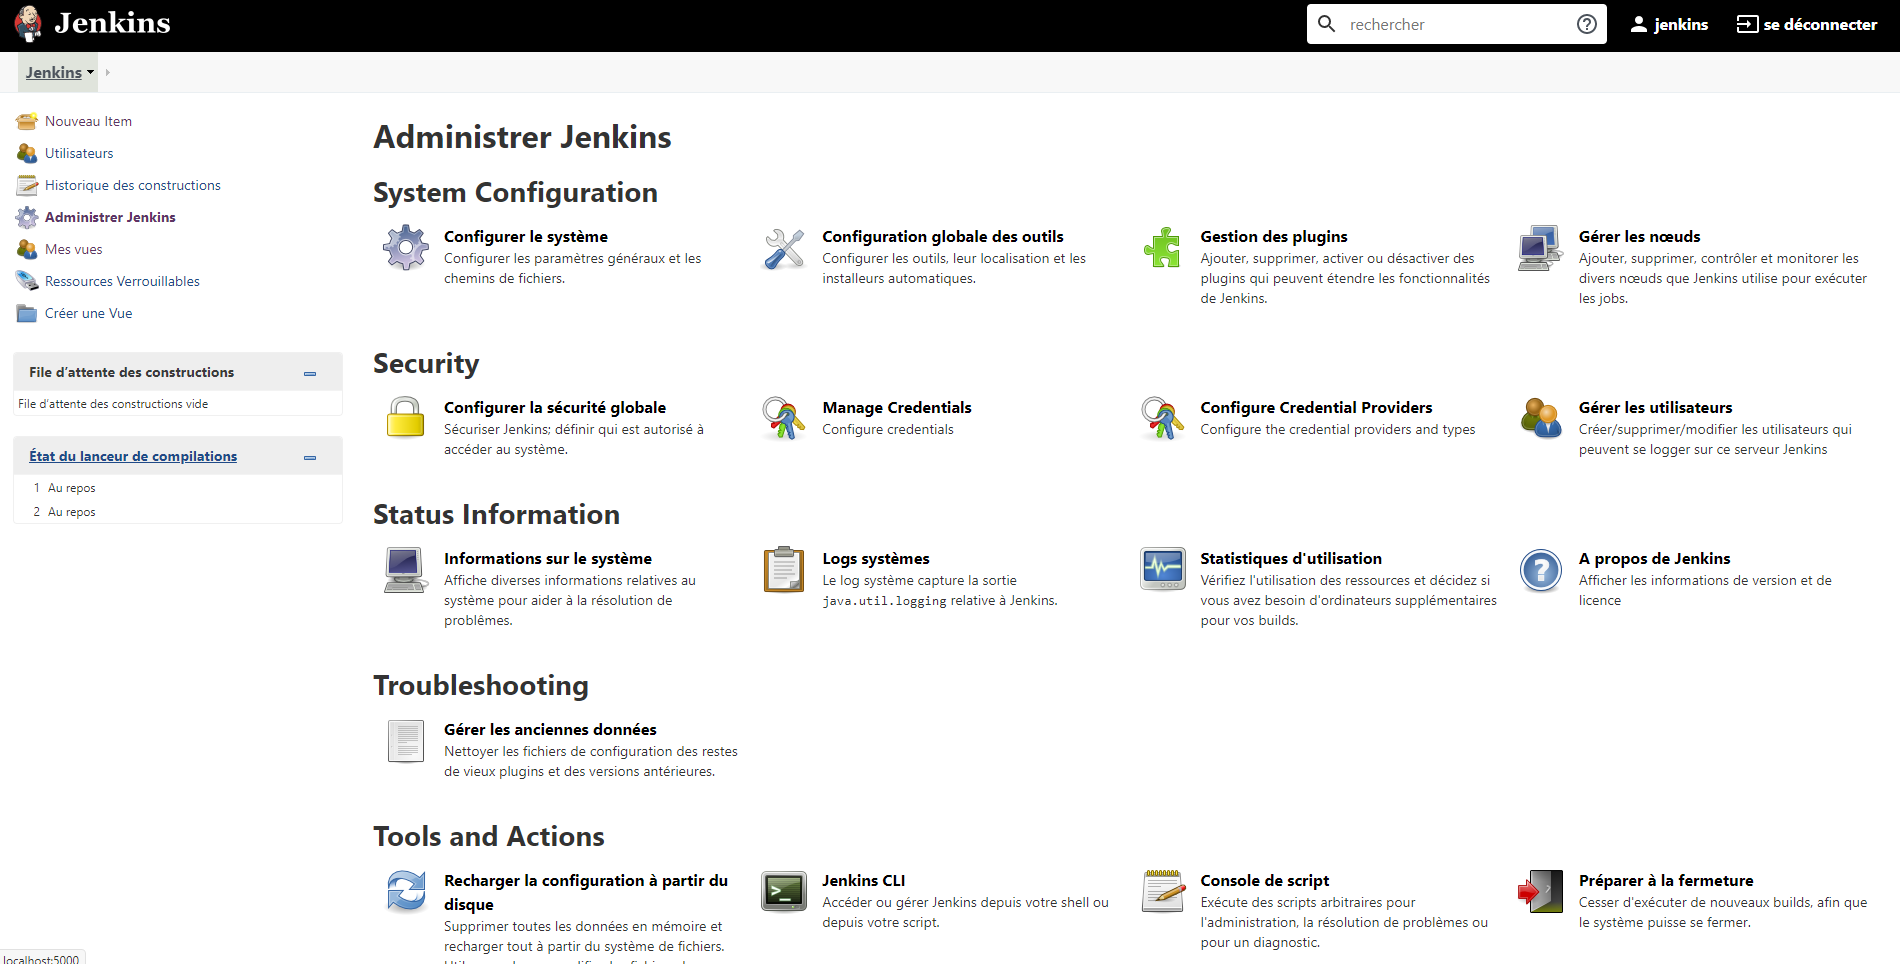 Jenkins
rechercher
jenkins
se déconnecter
Jenkins
Nouveau Item
Utilisateurs
Historique des constructions
Administrer Jenkins
Mes vues
Ressources Verrouillables
Créer une Vue
File d’attente des constructions
File d’attente des constructions vide
État du lanceur de compilations
1 Au repos
2 Au repos
Administrer Jenkins
System Configuration
Configurer le système
Configurer les paramètres généraux et les
chemins de fichiers.
Configuration globale des outils
Configurer les outils, leur localisation et les
installeurs automatiques.
Gestion des plugins
Ajouter, supprimer, activer ou désactiver des
plugins qui peuvent étendre les fonctionnalités
de Jenkins.
Gérer les nœuds
Ajouter, supprimer, contrôler et monitorer les
divers nœuds que Jenkins utilise pour exécuter
les jobs.
Security
Configurer la sécurité globale
Sécuriser Jenkins; définir qui est autorisé à
accéder au système.
Manage Credentials
Configure credentials
Configure Credential Providers
Configure the credential providers and types
Gérer les utilisateurs
Créer/supprimer/modifier les utilisateurs qui
peuvent se logger sur ce serveur Jenkins
Status Information
Informations sur le système
Affiche diverses informations relatives au
système pour aider à la résolution de
problèmes.
Logs systèmes
Le log système capture la sortie
java.util.logging relative à Jenkins.
Statistiques d'utilisation
Vérifiez l'utilisation des ressources et décidez si
vous avez besoin d'ordinateurs supplémentaires
pour vos builds.
A propos de Jenkins
Afficher les informations de version et de
licence
Troubleshooting
Gérer les anciennes données
Nettoyer les fichiers de configuration des restes
de vieux plugins et des versions antérieures.
Tools and Actions
Recharger la configuration à partir du
disque
Supprimer toutes les données en mémoire et
recharger tout à partir du système de fichiers.
Jenkins CLI
Accéder ou gérer Jenkins depuis votre shell ou
depuis votre script.
Console de script
Exécute des scripts arbitraires pour
l'administration, la résolution de problèmes ou
pour un diagnostic.
Préparer à la fermeture
Cesser d'exécuter de nouveaux builds, afin que
le système puisse se fermer.
localhost:5000